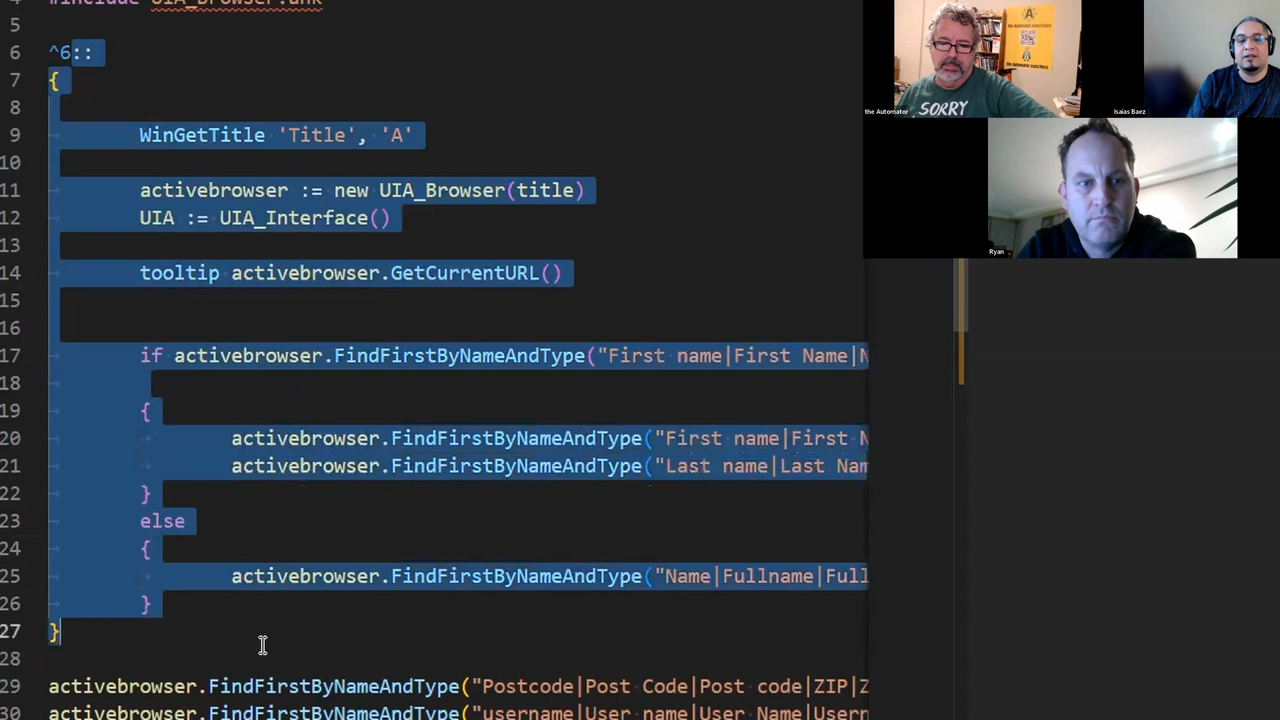 4 #include UIA_Browser.ahk
5
6 ^6::
7 {
8
9 WinGetTitle 'Title', 'A'
10
11 activebrowser := new UIA_Browser(title)
12 UIA := UIA_Interface()
13
14 tooltip activebrowser.GetCurrentURL()
15
16
17 if activebrowser.FindFirstByNameAndType("First name|First Name|N
18
19 {
20 activebrowser.FindFirstByNameAndType("First name|First N
21 activebrowser.FindFirstByNameAndType("Last name|Last Nam
22 }
23 else
24 {
25 activebrowser.FindFirstByNameAndType("Name|Fullname|Full
26 }
27 }
28
29 activebrowser.FindFirstByNameAndType("Postcode|Post Code|Post code|ZIP|Z
30 activebrowser.FindFirstByNameAndType("username|User name|User Name|Usern
SORRY
the Automator
Isaias Baez
Ryan